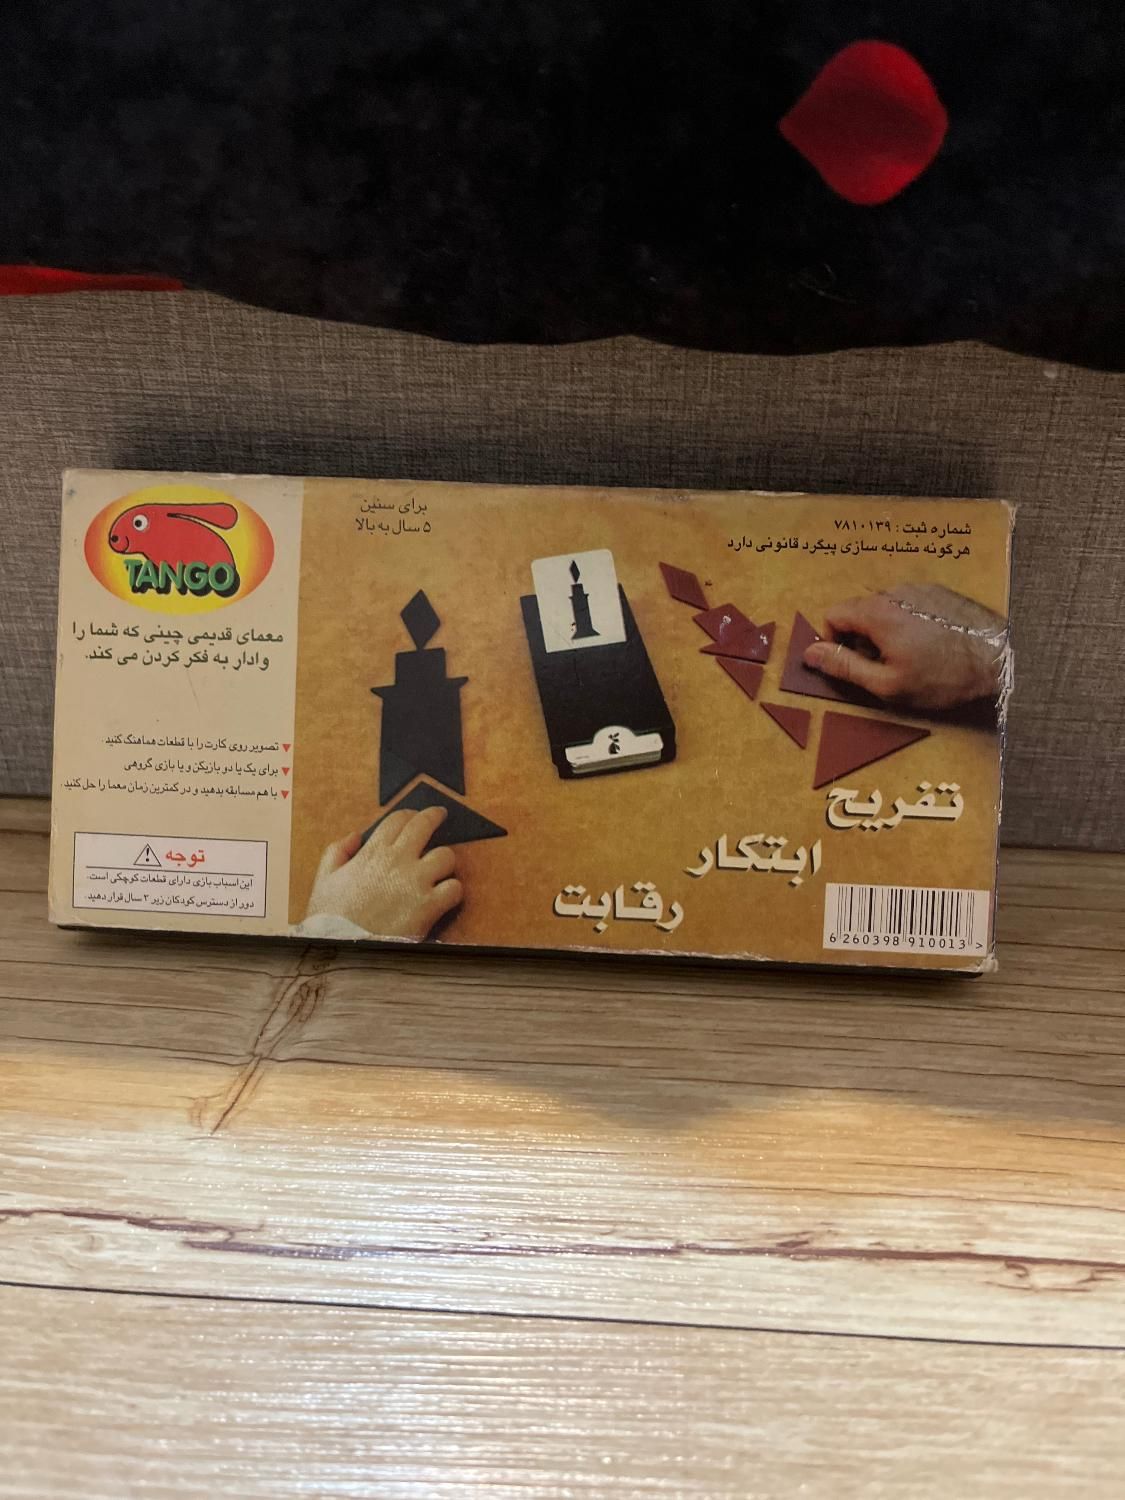 TANGO
معمای قدیمی چینی که شما را
وادار به فکر کردن می کند.
تصویر روی کارت را با قطعات هماهنگ کنید.
برای یک یا دو بازیکن و یا بازی گروهی
با هم مسابقه بدهید و در کمترین زمان معما را حل کنید.
توجه
این اسباب بازی دارای قطعات کوچکی است.
دور از دسترس کودکان زیر ۳ سال قرار دهید.
برای سنین
۵ سال به بالا
شماره ثبت : ۷۸۱۰۱۳۹
هرگونه مشابه سازی پیگرد قانونی دارد
تفریح
ابتکار
رقابت
6 260398 910013 >